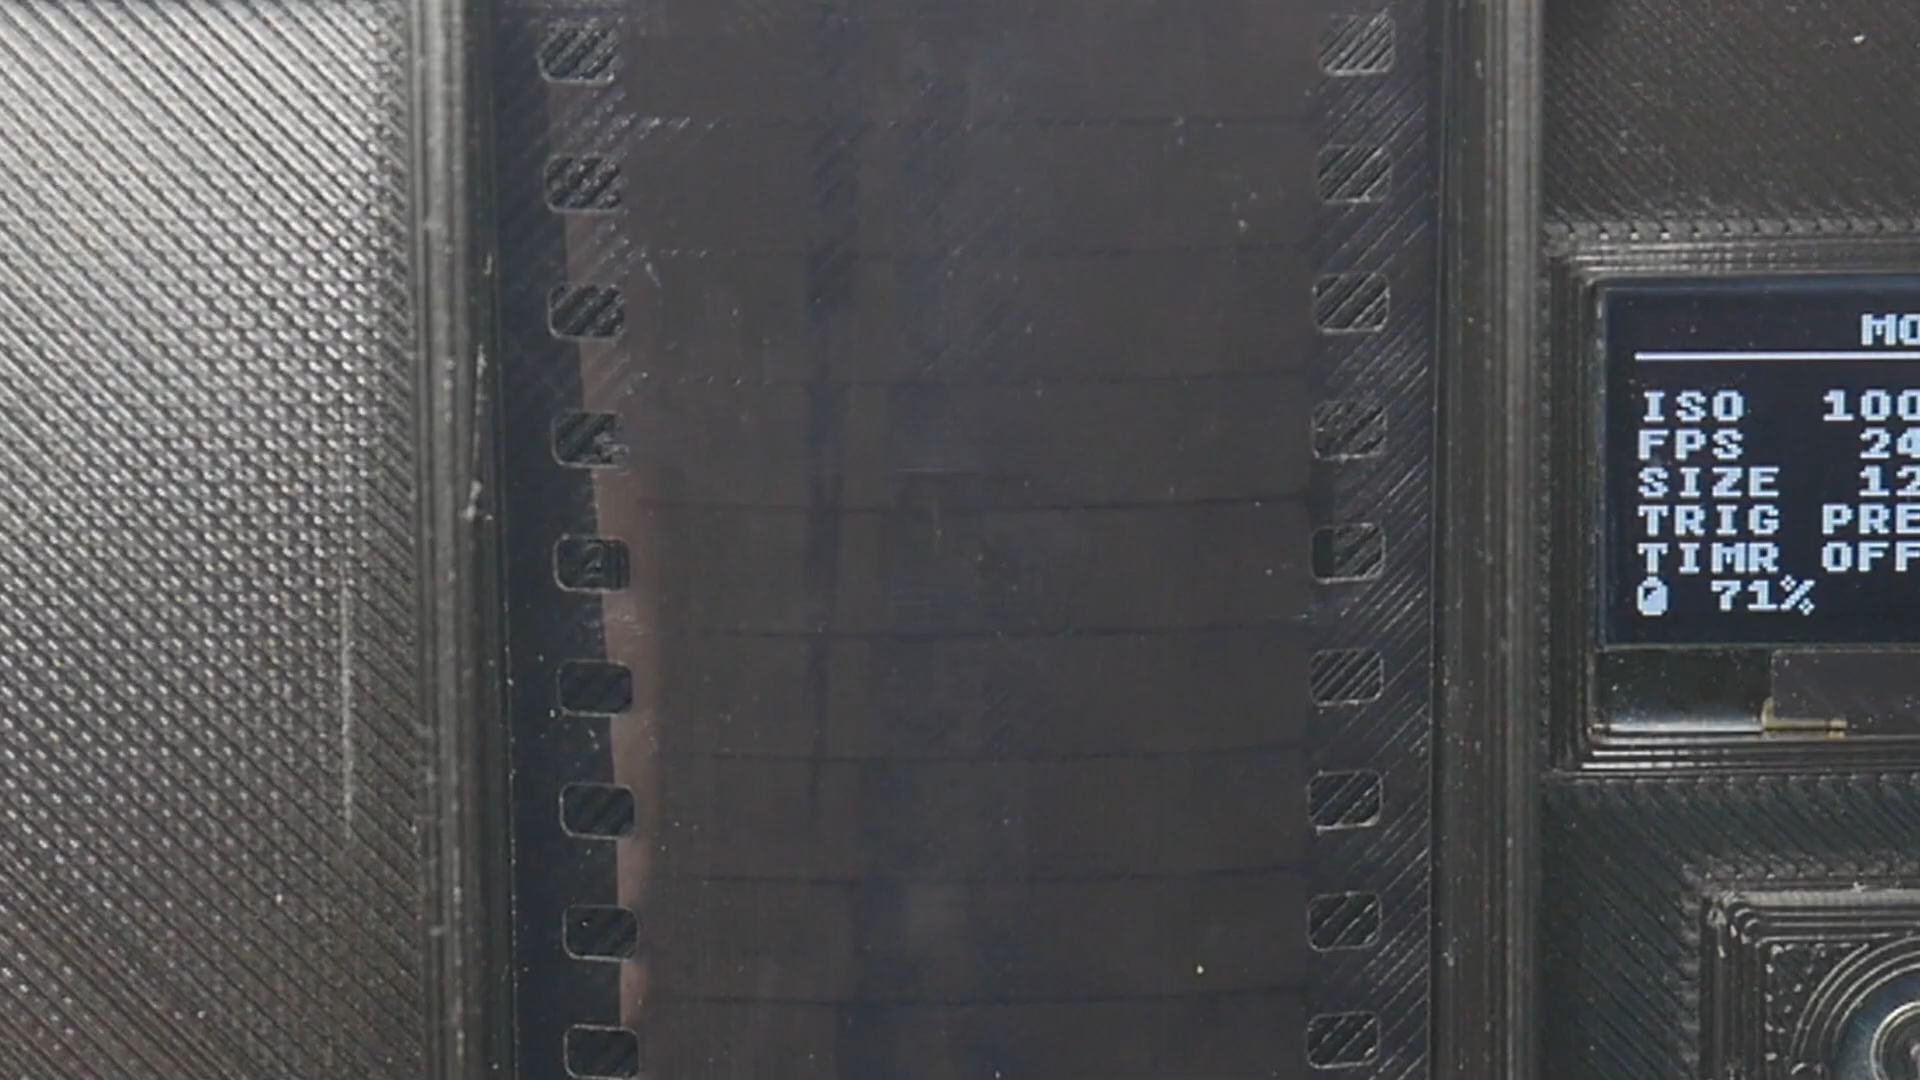 MO
ISO 100
FPS 24
SIZE 12
TRIG PRE
TIMR OFF
71%